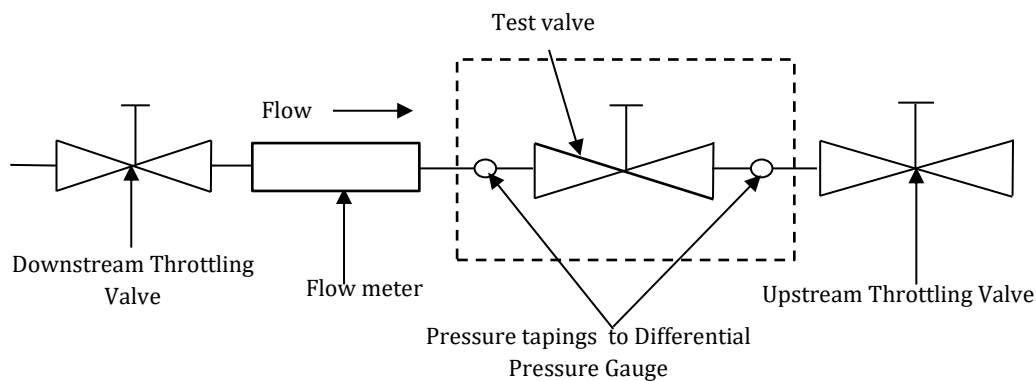 Test valve
Flow
Downstream Throttling
Valve
Flow meter
Upstream Throttling Valve
Pressure tapings to Differential
Pressure Gauge